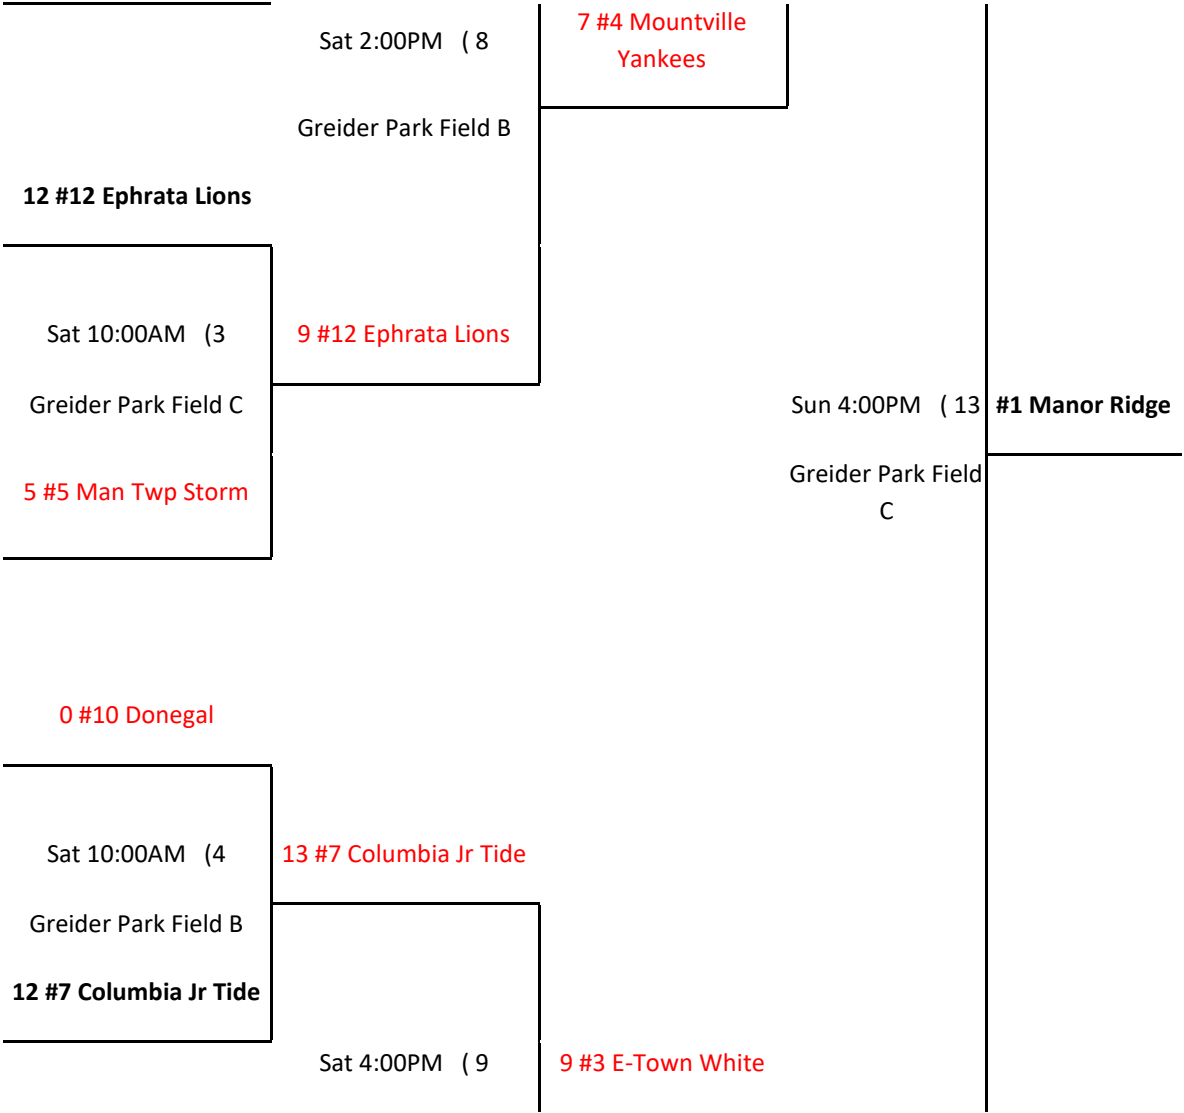 Sat 2:00PM ( 8
7 #4 Mountville
Yankees
Greider Park Field B
12 #12 Ephrata Lions
Sat 10:00AM (3
9 #12 Ephrata Lions
Greider Park Field C
Sun 4:00PM ( 13
#1 Manor Ridge
5 #5 Man Twp Storm
Greider Park Field
C
0 #10 Donegal
Sat 10:00AM (4
13 #7 Columbia Jr Tide
Greider Park Field B
12 #7 Columbia Jr Tide
Sat 4:00PM ( 9
9 #3 E-Town White